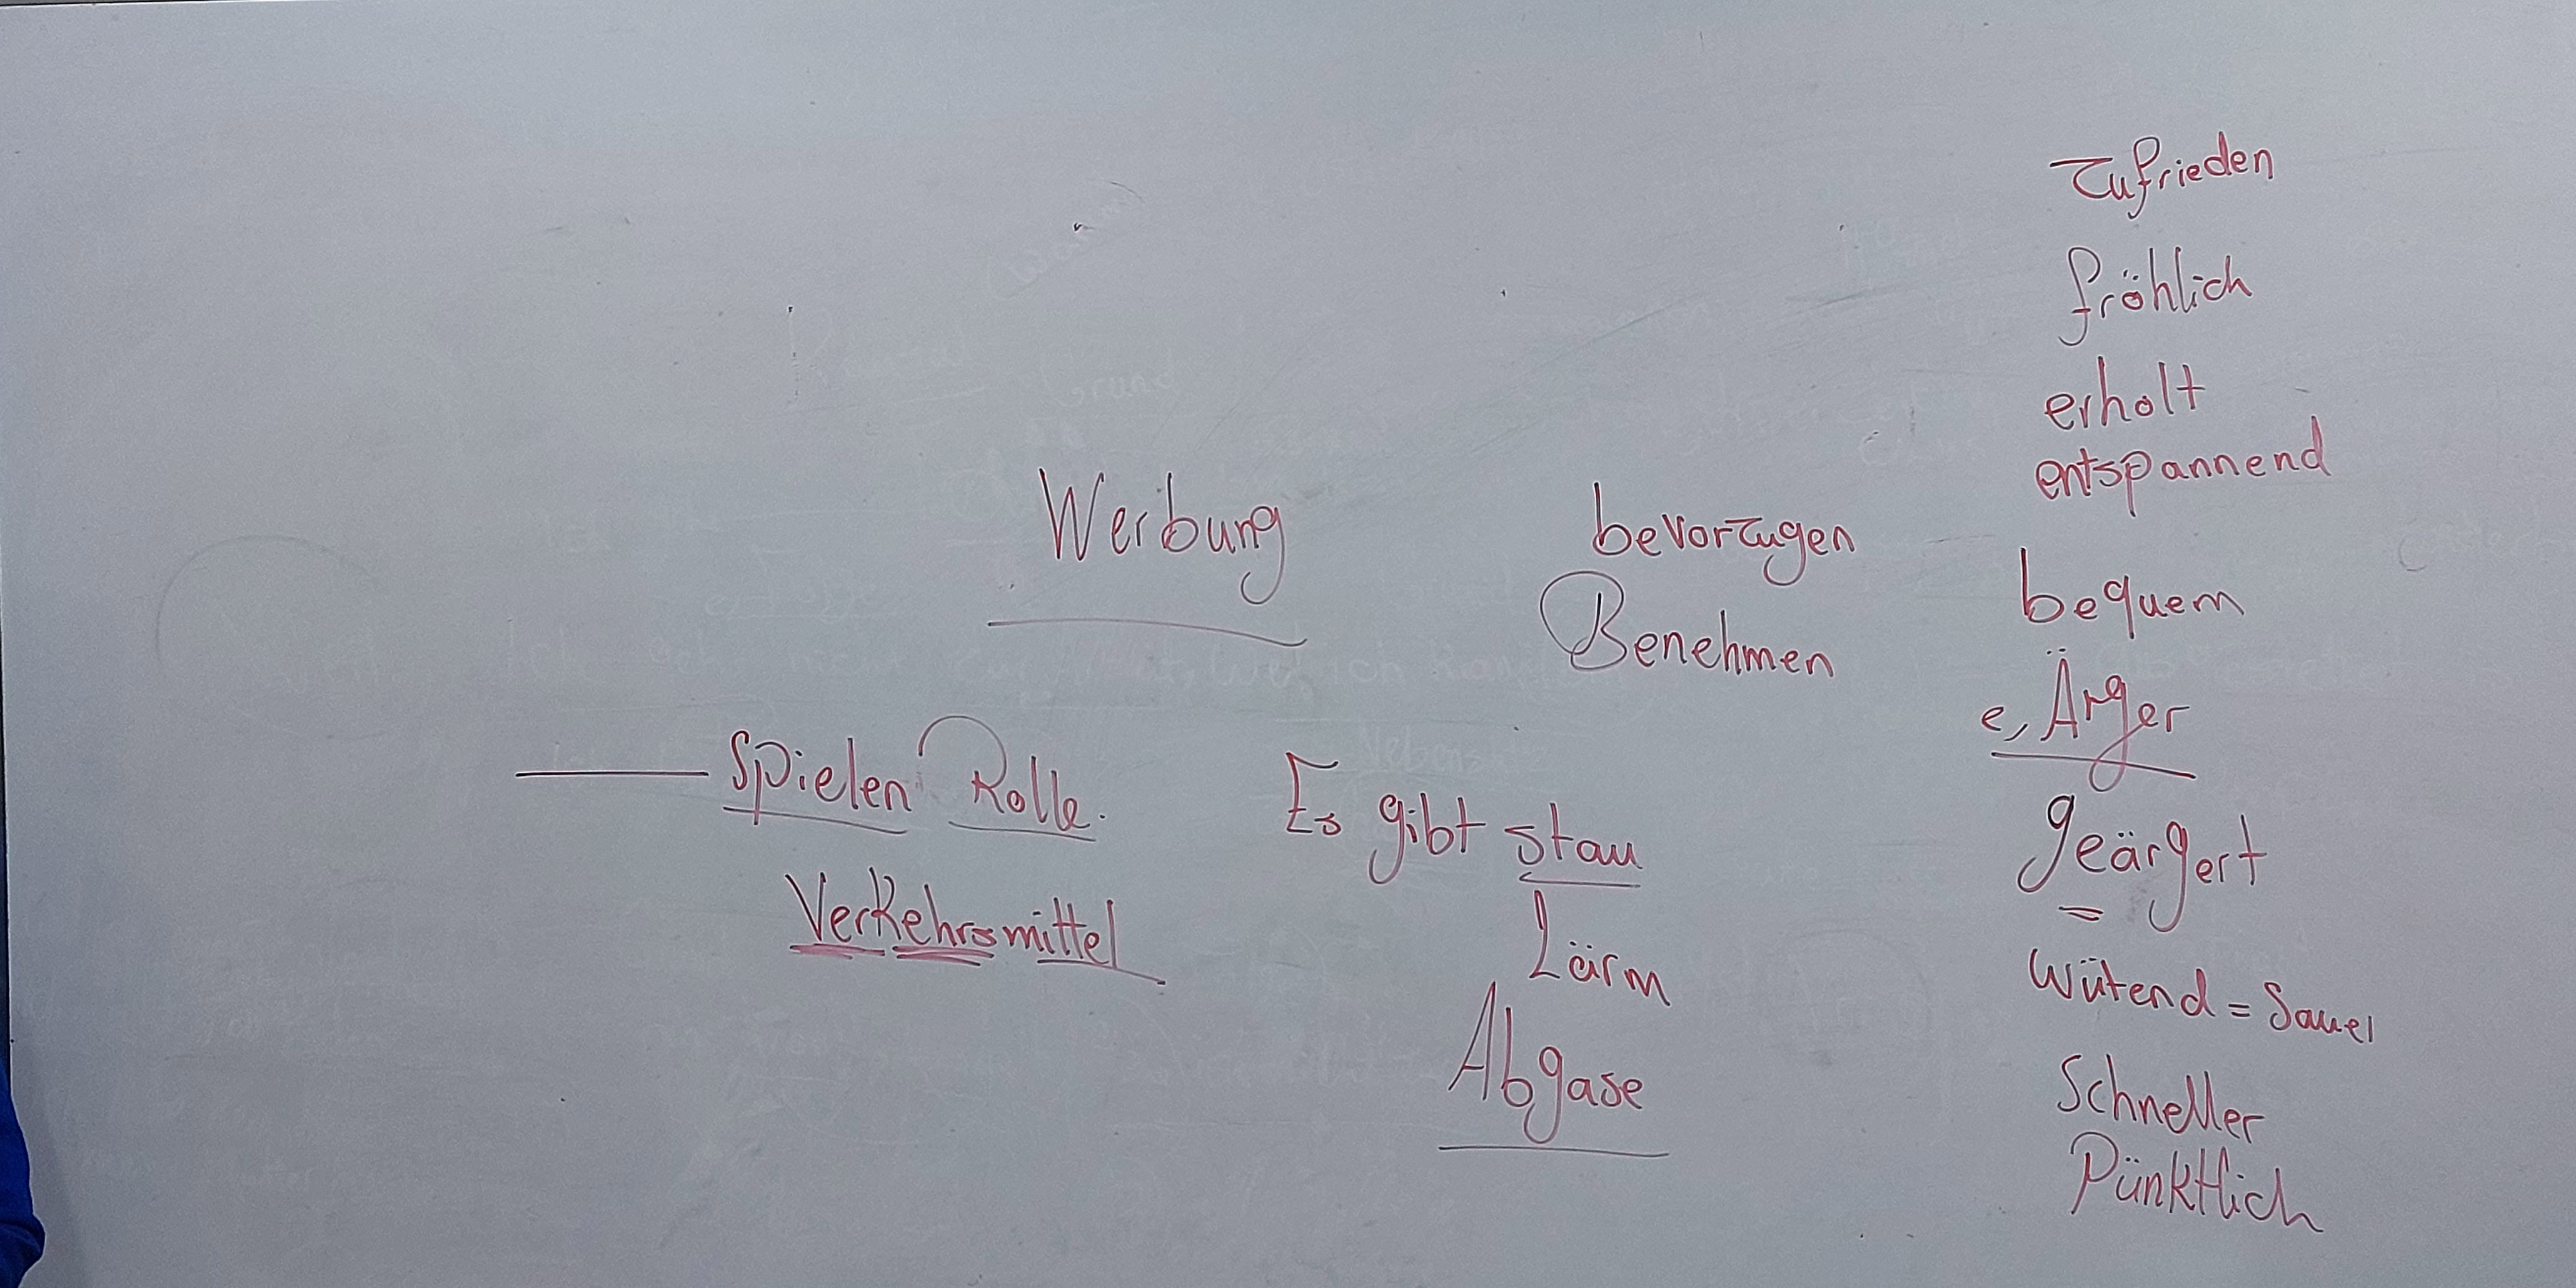 Werbung
spielen Rolle.
Verkehrsmittel
bevorzugen
Benehmen
Es gibt stau
Lärm
Abgase
Zufrieden
fröhlich
erholt
entspannend
bequem
e, Ärger
geärgert
=
wütend = Sauer
Schneller
Pünktlich